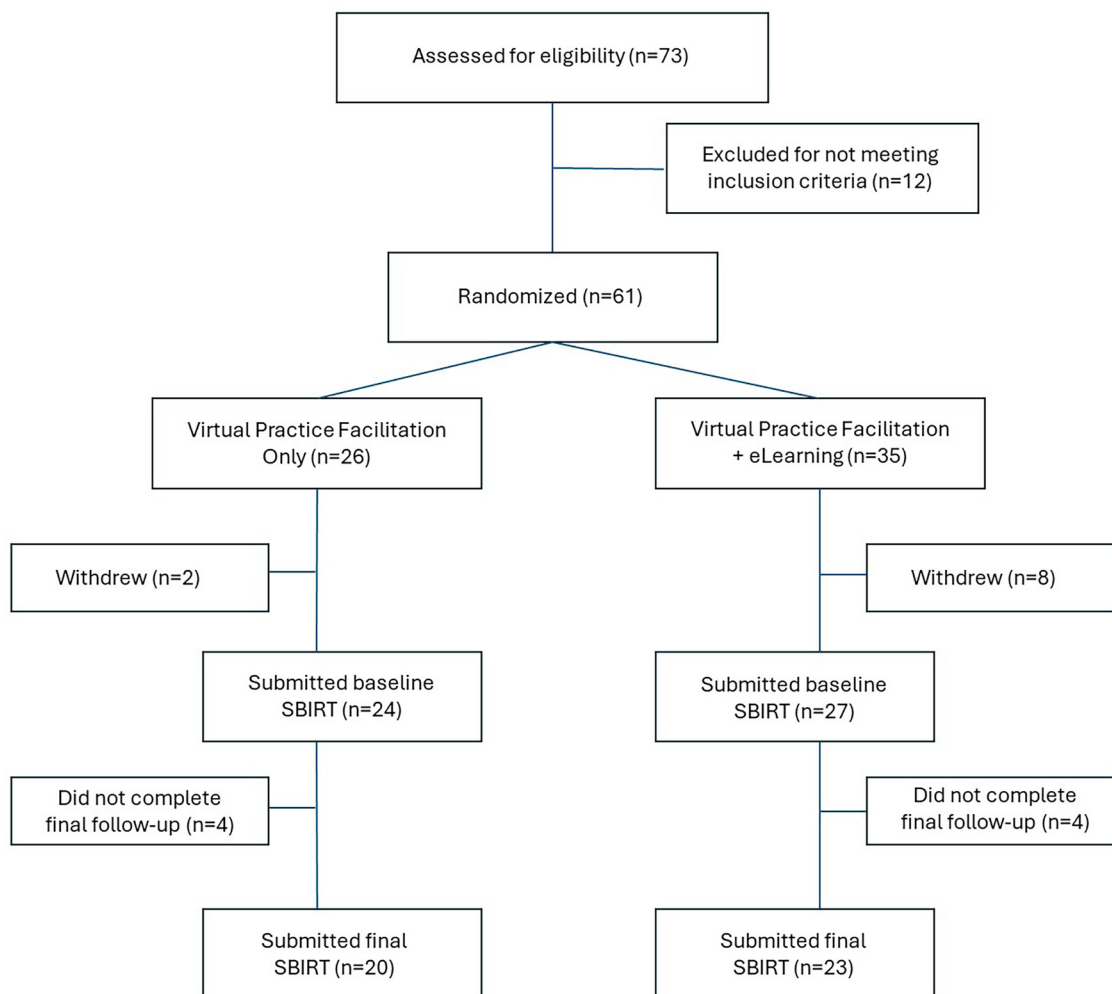 Assessed for eligibility (n=73)
Excluded for not meeting
inclusion criteria (n=12)
Randomized (n=61)
Virtual Practice Facilitation
Only (n=26)
Virtual Practice Facilitation
+ eLearning (n=35)
Withdrew (n=2)
Withdrew (n=8)
Submitted baseline
SBIRT (n=24)
Submitted baseline
SBIRT (n=27)
Did not complete
final follow-up (n=4)
Did not complete
final follow-up (n=4)
Submitted final
SBIRT (n=20)
Submitted final
SBIRT (n=23)